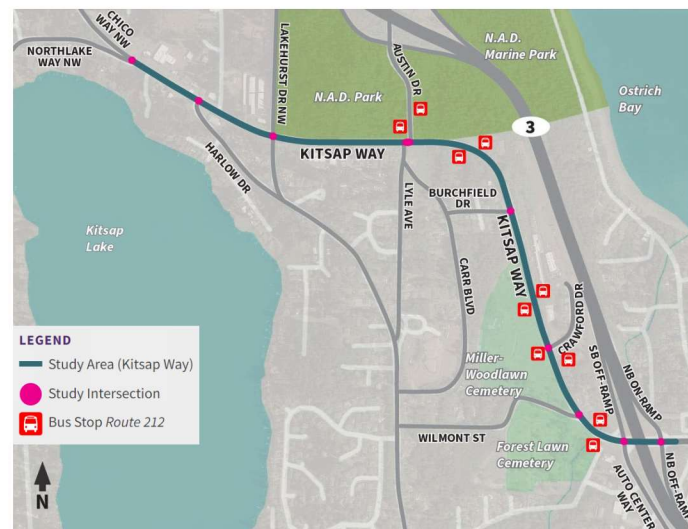 CHICO
WAY NW
NORTHLAKE
WAY NW
LAKEHURST DR NW
AUSTIN DR
N.A.D.
Marine Park
N.A.D. Park
Ostrich
Bay
3
KITSAP WAY
HARLOW DR
LYLE AVE
BURCHFIELD
DR
Kitsap
Lake
KITSAP WAY
CARR BLVD
CRAWFORD DR
SB OFF-RAMP
NB ON-RAMP
Miller-
Woodlawn
Cemetery
WILMONT ST
Forest Lawn
Cemetery
AUTO CENTER
WAY
NB OFF-RAMP
LEGEND
Study Area (Kitsap Way)
Study Intersection
Bus Stop Route 212
N